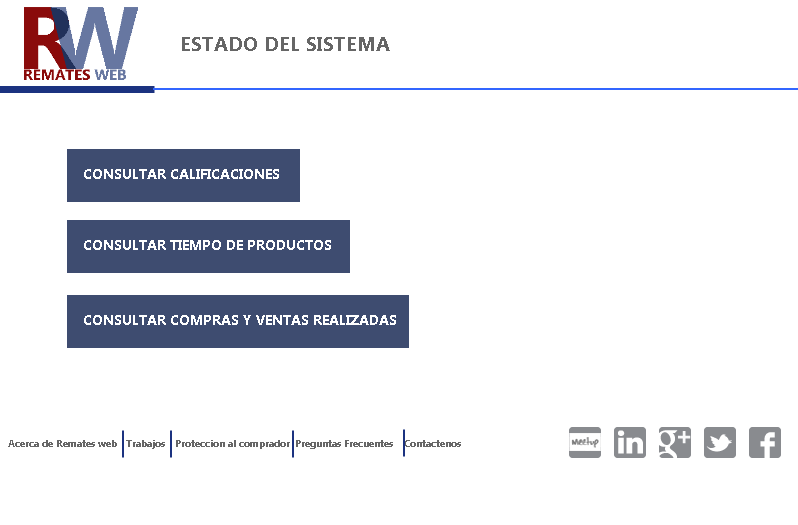 RW
REMATES WEB
ESTADO DEL SISTEMA
CONSULTAR CALIFICACIONES
CONSULTAR TIEMPO DE PRODUCTOS
CONSULTAR COMPRAS Y VENTAS REALIZADAS
Acerca de Remates web Trabajos Proteccion al comprador Preguntas Frecuentes Contactenos
Meetup in g+ f